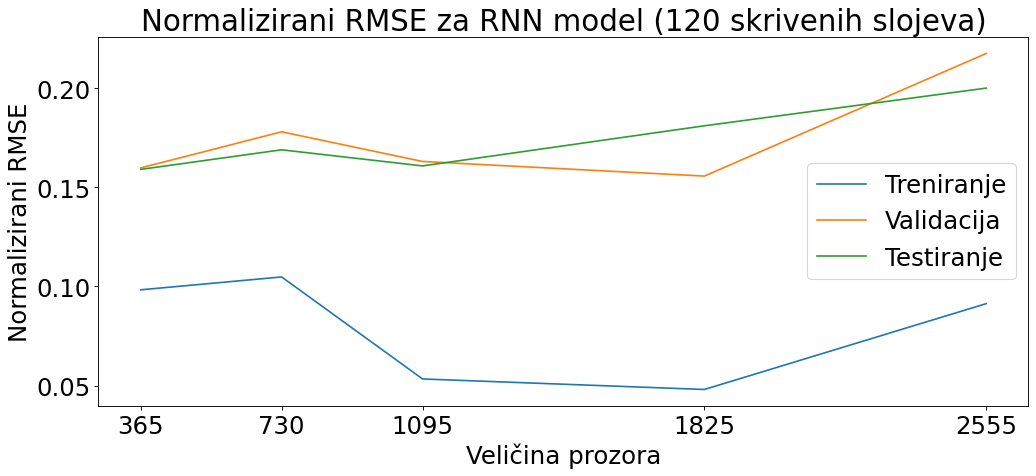 Normalizirani RMSE za RNN model (120 skrivenih slojeva)
Normalizirani RMSE
0.20
0.15
0.10
0.05
Treniranje
Validacija
Testiranje
365 730 1095 1825 2555
Veličina prozora